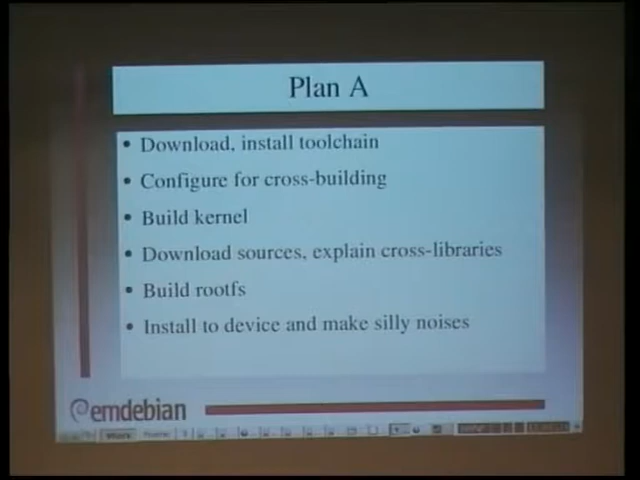 Plan A
• Download, install toolchain
• Configure for cross-building
• Build kernel
• Download sources, explain cross-libraries
• Build rootfs
• Install to device and make silly noises
emdebian